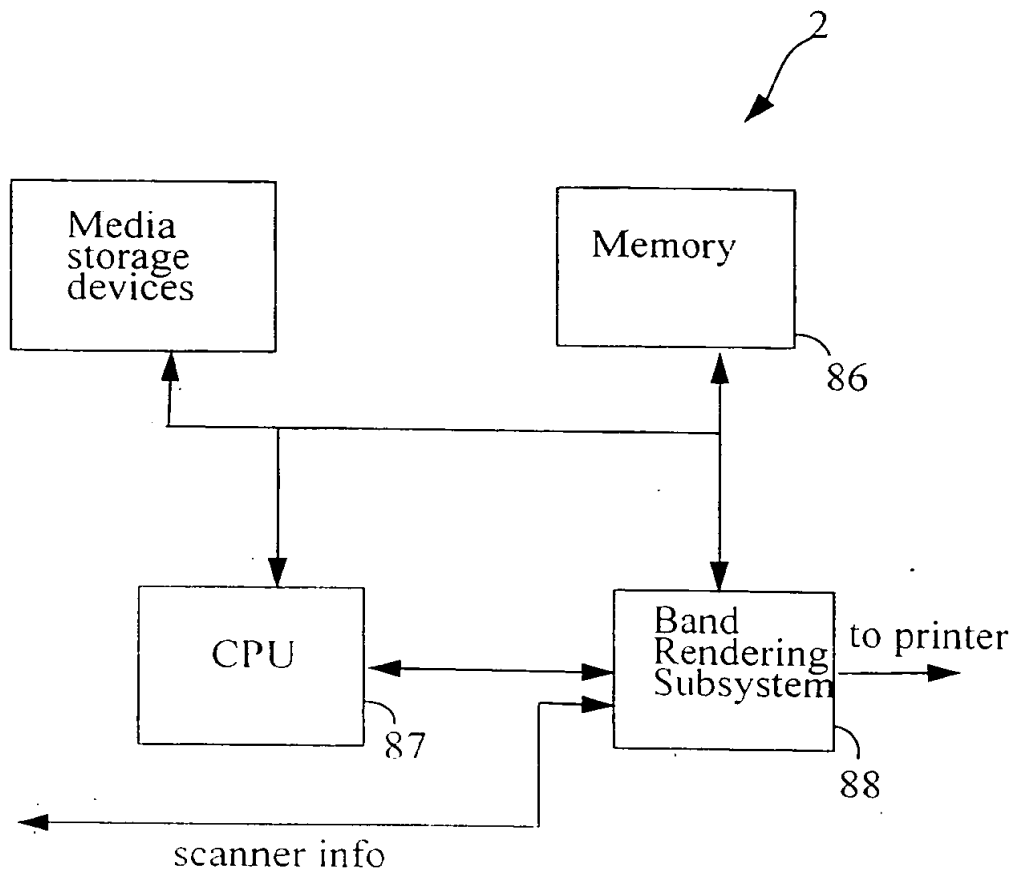 2
Media
storage
devices
Memory
86
CPU
87
Band
Rendering
Subsystem
to printer
88
scanner info